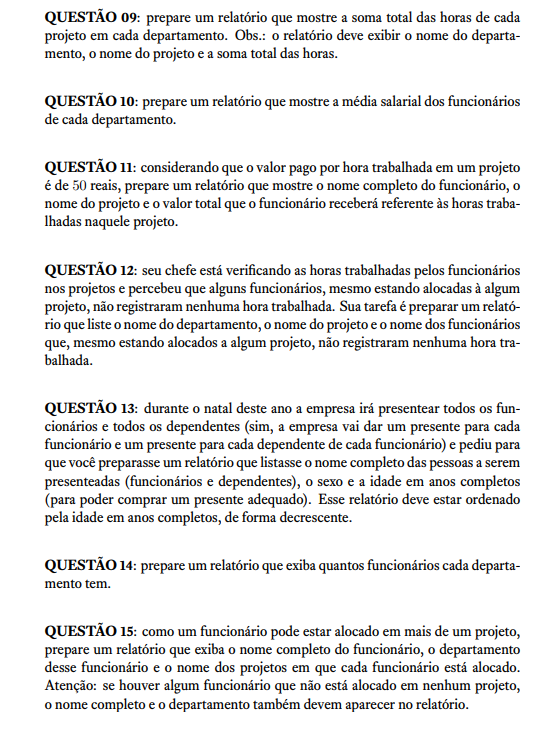 QUESTÃO 09: prepare um relatório que mostre a soma total das horas de cada
projeto em cada departamento. Obs.: o relatório deve exibir o nome do departa-
mento, o nome do projeto e a soma total das horas.
QUESTÃO 10: prepare um relatório que mostre a média salarial dos funcionários
de cada departamento.
QUESTÃO 11: considerando que o valor pago por hora trabalhada em um projeto
é de 50 reais, prepare um relatório que mostre o nome completo do funcionário, o
nome do projeto e o valor total que o funcionário receberá referente às horas traba-
lhadas naquele projeto.
QUESTÃO 12: seu chefe está verificando as horas trabalhadas pelos funcionários
nos projetos e percebeu que alguns funcionários, mesmo estando alocadas à algum
projeto, não registraram nenhuma hora trabalhada. Sua tarefa é preparar um relató-
rio que liste o nome do departamento, o nome do projeto e o nome dos funcionários
que, mesmo estando alocados a algum projeto, não registraram nenhuma hora tra-
balhada.
QUESTÃO 13: durante o natal deste ano a empresa irá presentear todos os fun-
cionários e todos os dependentes (sim, a empresa vai dar um presente para cada
funcionário e um presente para cada dependente de cada funcionário) e pediu para
que você preparasse um relatório que listasse o nome completo das pessoas a serem
presenteadas (funcionários e dependentes), o sexo e a idade em anos completos
(para poder comprar um presente adequado). Esse relatório deve estar ordenado
pela idade em anos completos, de forma decrescente.
QUESTÃO 14: prepare um relatório que exiba quantos funcionários cada departa-
mento tem.
QUESTÃO 15: como um funcionário pode estar alocado em mais de um projeto,
prepare um relatório que exiba o nome completo do funcionário, o departamento
desse funcionário e o nome dos projetos em que cada funcionário está alocado.
Atenção: se houver algum funcionário que não está alocado em nenhum projeto,
o nome completo e o departamento também devem aparecer no relatório.